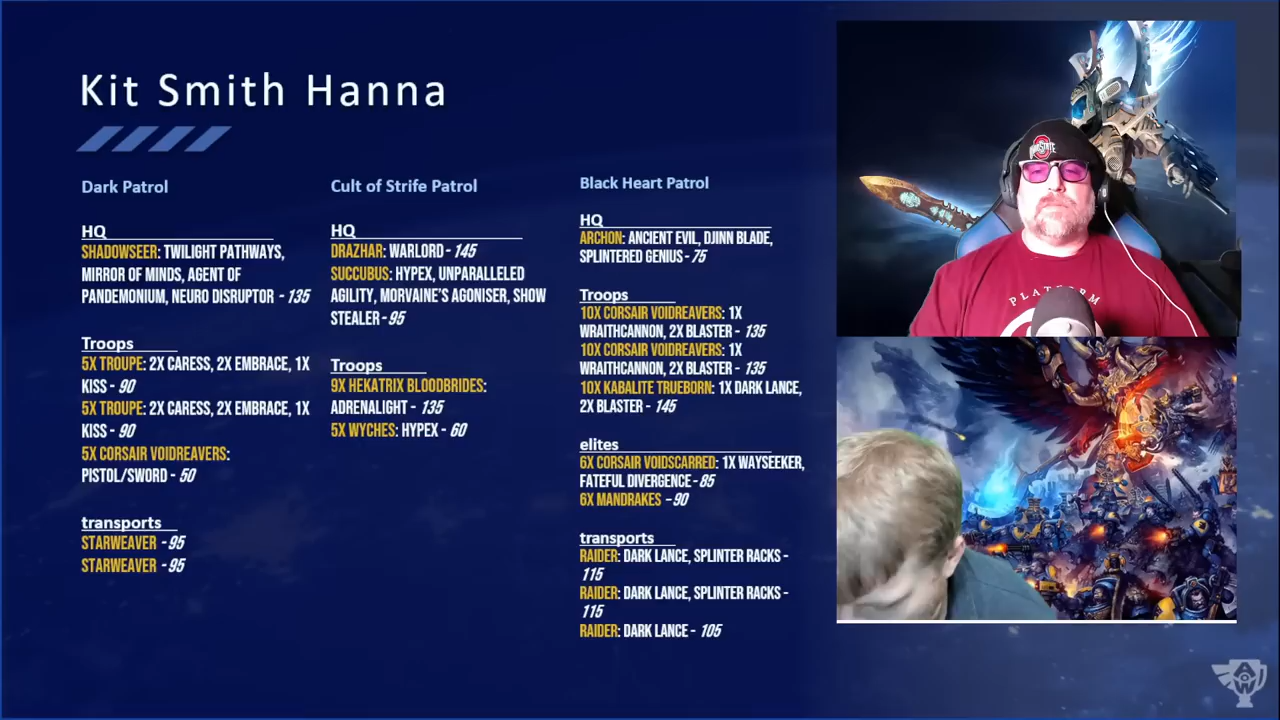 Kit Smith Hanna
Dark Patrol
HQ
SHADOWSEER: TWILIGHT PATHWAYS,
MIRROR OF MINDS, AGENT OF
PANDEMONIUM, NEURO DISRUPTOR - 135
Troops
5X TROUPE: 2X CARESS, 2X EMBRACE, 1X
KISS - 90
5X TROUPE: 2X CARESS, 2X EMBRACE, 1X
KISS - 90
5X CORSAIR VOIDREAVERS:
PISTOL/SWORD - 50
transports
STARWEAVER - 95
STARWEAVER - 95
Cult of Strife Patrol
HQ
DRAZHAR: WARLORD - 145
SUCCUBUS: HYPEX, UNPARALLELED
AGILITY, MORVAINE'S AGONISER, SHOW
STEALER - 95
Troops
9X HEKATRIX BLOODBRIDES:
ADRENALIGHT - 135
5X WYCHES: HYPEX - 60
Black Heart Patrol
HQ
ARCHON: ANCIENT EVIL, DJINN BLADE,
SPLINTERED GENIUS - 75
Troops
10X CORSAIR VOIDREAVERS: 1X
WRAITHCANNON, 2X BLASTER - 135
10X CORSAIR VOIDREAVERS: 1X
WRAITHCANNON, 2X BLASTER - 135
10X KABALITE TRUEBORN: 1X DARK LANCE,
2X BLASTER - 145
elites
6X CORSAIR VOIDSCARRED: 1X WAYSEEKER,
FATEFUL DIVERGENCE - 85
6X MANDRAKES - 90
transports
RAIDER: DARK LANCE, SPLINTER RACKS -
115
RAIDER: DARK LANCE, SPLINTER RACKS -
115
RAIDER: DARK LANCE - 105
PLATFORM
AOW